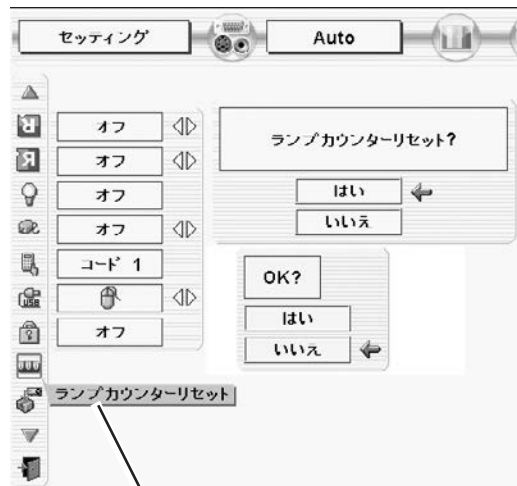 セッティング
Auto
オフ
オフ
オフ
オフ
コード 1
オフ
ランプカウンターリセット?
はい
いいえ
OK?
はい
いいえ
USB
ランプカウンターリセット